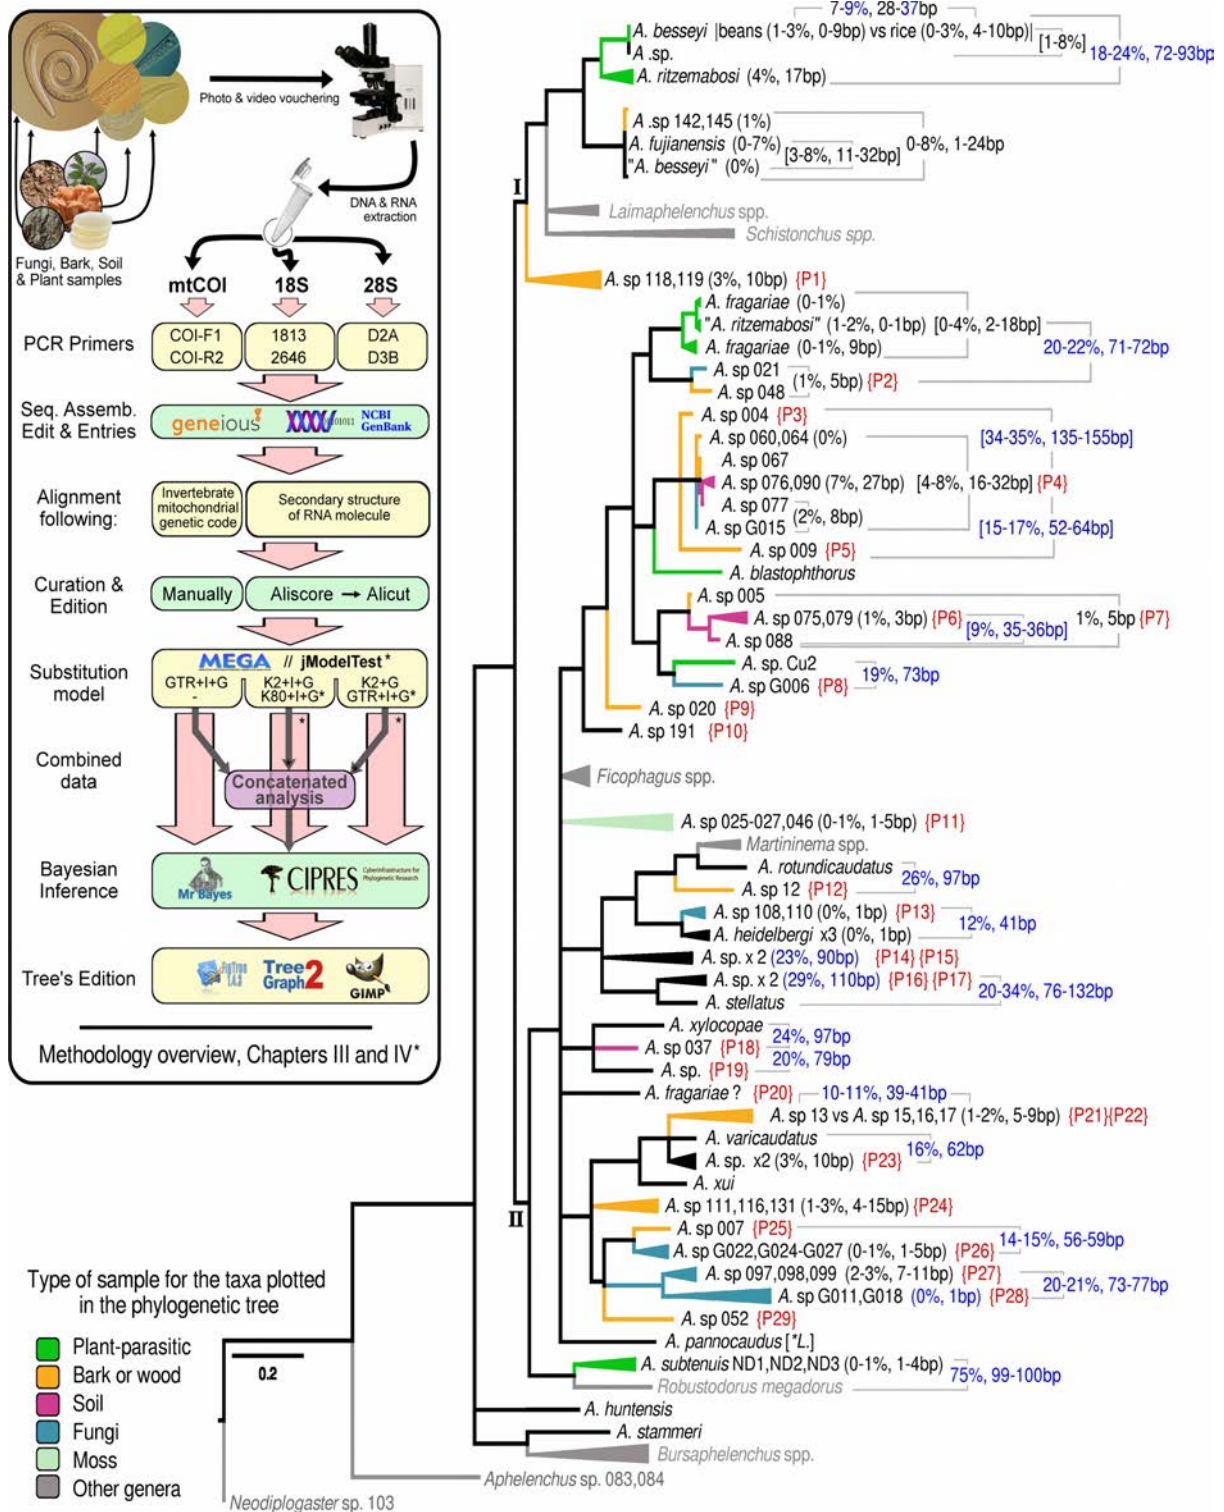 Photo & video vouchering
DNA & RNA
extraction
Fungi, Bark, Soil
& Plant samples
mtCOI 18S 28S
PCR Primers
COI-F1 1813 D2A
COI-R2 2646 D3B
Seq. Assemb.
Edit & Entries
geneious
NCBI
GenBank
Alignment
following:
Invertebrate
mitochondrial
genetic code
Secondary structure
of RNA molecule
Curation &
Edition
Manually Aliscore → Alicut
Substitution
model
MEGA // jModelTest *
GTR+I+G K2+I+G K2+G
- K80+I+G* GTR+I+G*
* *
Combined
data
Concatenated
analysis
Bayesian
Inference
Mr Bayes
CIPRES
Cyberinfrastructure for
Phylogenetic Research
Tree's Edition
FigTree
1.4.3
Tree
Graph 2
GIMP
Methodology overview, Chapters III and IV*
7-9%, 28-37bp
A. besseyi |beans (1-3%, 0-9bp) vs rice (0-3%, 4-10bp)|
[1-8%]
A .sp.
18-24%, 72-93bp
A. ritzemabosi (4%, 17bp)
A .sp 142,145 (1%)
A. fujianensis (0-7%)
0-8%, 1-24bp
[3-8%, 11-32bp]
"A. besseyi" (0%)
I
Laimaphelenchus spp.
Schistonchus spp.
A. sp 118,119 (3%, 10bp) {P1}
A. fragariae (0-1%)
"A. ritzemabosi" (1-2%, 0-1bp) [0-4%, 2-18bp]
A. fragariae (0-1%, 9bp)
20-22%, 71-72bp
A. sp 021
(1%, 5bp) {P2}
A. sp 048
A. sp 004 {P3}
A. sp 060,064 (0%)
[34-35%, 135-155bp]
A. sp 067
A. sp 076,090 (7%, 27bp) [4-8%, 16-32bp] {P4}
A. sp 077
(2%, 8bp)
A. sp G015
[15-17%, 52-64bp]
A. sp 009 {P5}
A. blastophthorus
A. sp 005
A. sp 075,079 (1%, 3bp) {P6}
[9%, 35-36bp]
1%, 5bp {P7}
A. sp 088
A. sp. Cu2
19%, 73bp
A. sp G006 {P8}
A. sp 020 {P9}
A. sp 191 {P10}
Ficophagus spp.
A. sp 025-027,046 (0-1%, 1-5bp) {P11}
Martininema spp.
A. rotundicaudatus
26%, 97bp
A. sp 12 {P12}
A. sp 108,110 (0%, 1bp) {P13}
12%, 41bp
A. heidelbergi x3 (0%, 1bp)
A. sp. x 2 (23%, 90bp) {P14} {P15}
A. sp. x 2 (29%, 110bp) {P16} {P17}
20-34%, 76-132bp
A. stellatus
A. xylocopae
24%, 97bp
A. sp 037 {P18}
20%, 79bp
A. sp. {P19}
A. fragariae ? {P20}
10-11%, 39-41bp
A. sp 13 vs A. sp 15,16,17 (1-2%, 5-9bp) {P21}{P22}
A. varicaudatus
16%, 62bp
A. sp. x2 (3%, 10bp) {P23}
A. xui
A. sp 111,116,131 (1-3%, 4-15bp) {P24}
II
A. sp 007 {P25}
14-15%, 56-59bp
A. sp G022,G024-G027 (0-1%, 1-5bp) {P26}
A. sp 097,098,099 (2-3%, 7-11bp) {P27}
20-21%, 73-77bp
A. sp G011,G018 (0%, 1bp) {P28}
A. sp 052 {P29}
A. pannocaudus [*L.]
A. subtenuis ND1,ND2,ND3 (0-1%, 1-4bp)
75%, 99-100bp
Robustodorus megadorus
A. huntensis
A. stammeri
Bursaphelenchus spp.
Aphelenchus sp. 083,084
Neodiplogaster sp. 103
Type of sample for the taxa plotted
in the phylogenetic tree
Plant-parasitic
Bark or wood
Soil
Fungi
Moss
Other genera
0.2